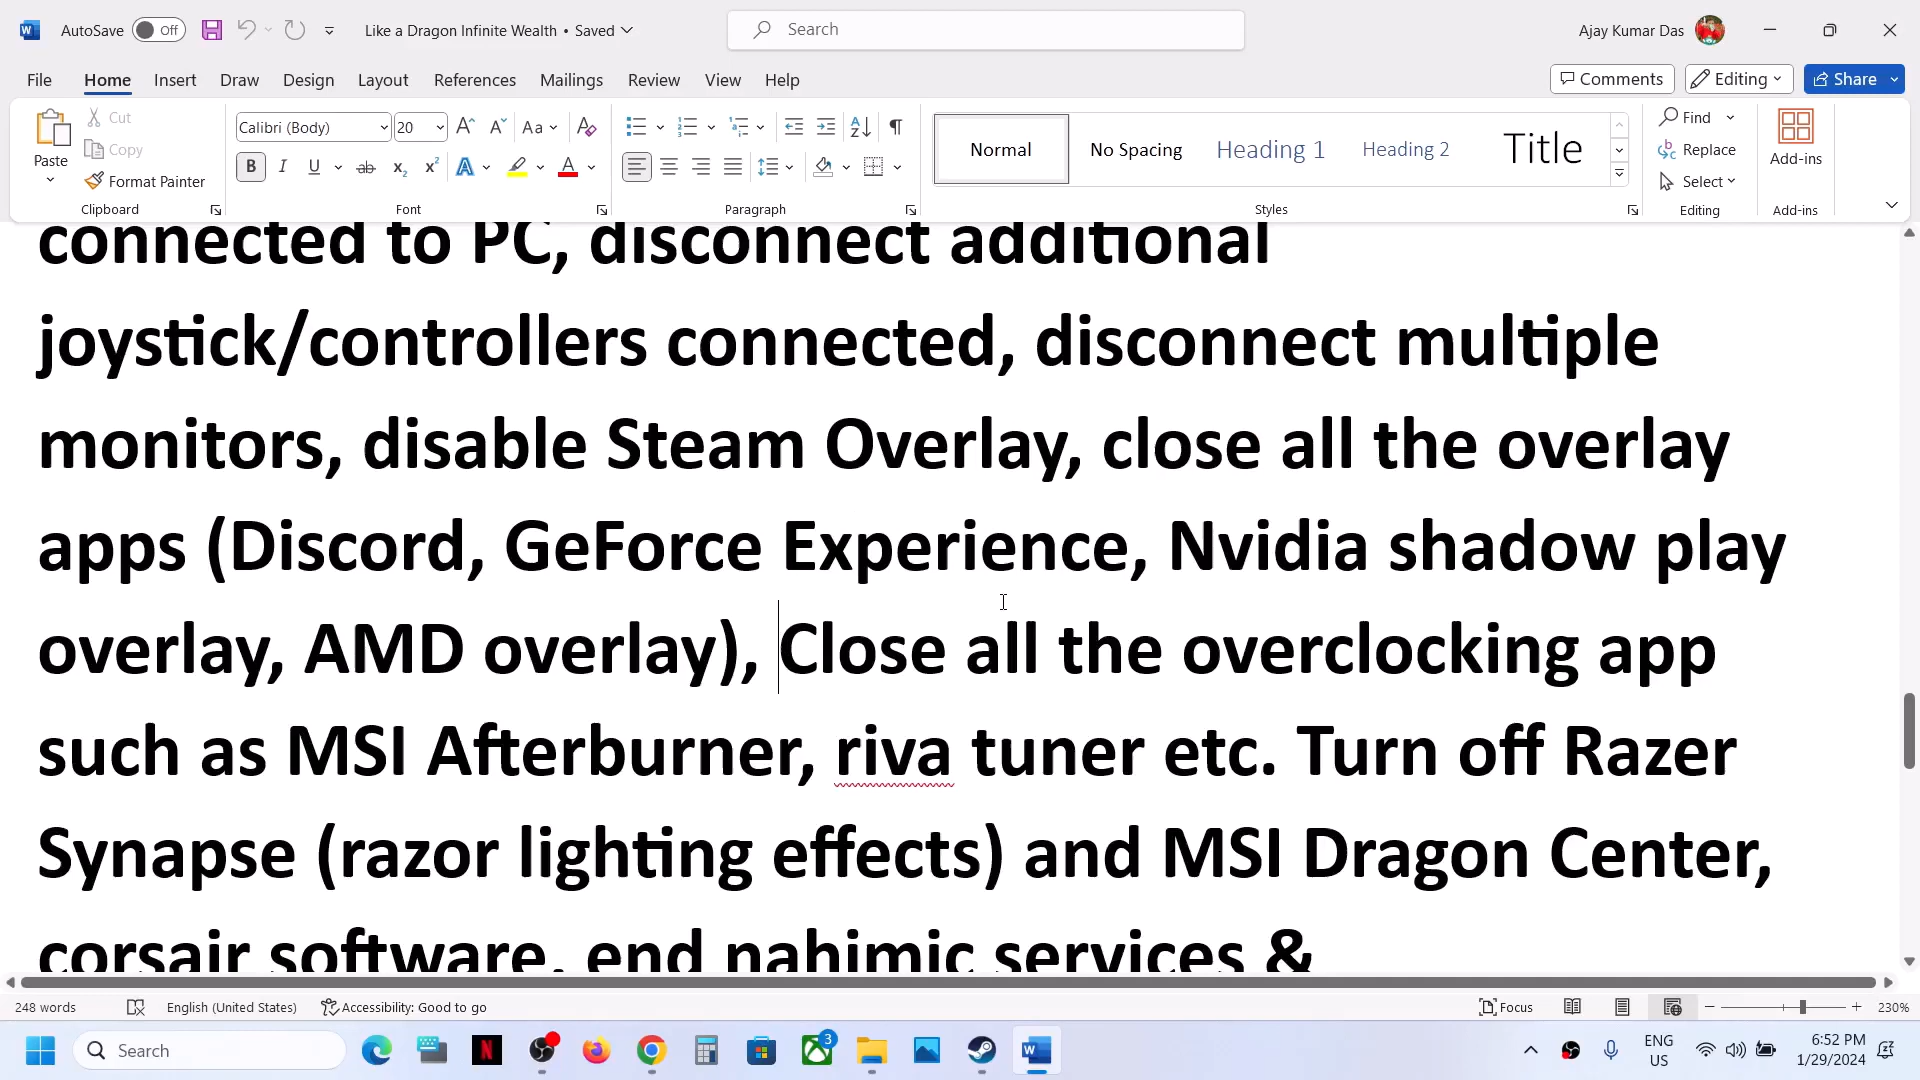 AutoSave Off Like a Dragon Infinite Wealth • Saved Search Ajay Kumar Das
File Home Insert Draw Design Layout References Mailings Review View Help Comments Editing Share
Paste Cut Copy Format Painter Clipboard
Calibri (Body) 20 Font
Paragraph
Normal No Spacing Heading 1 Heading 2 Title Styles
Find Replace Select Editing
Add-ins Add-ins
connected to PC, disconnect additional
joystick/controllers connected, disconnect multiple
monitors, disable Steam Overlay, close all the overlay
apps (Discord, GeForce Experience, Nvidia shadow play
overlay, AMD overlay), Close all the overclocking app
such as MSI Afterburner, riva tuner etc. Turn off Razer
Synapse (razor lighting effects) and MSI Dragon Center,
corsair software, end nahimic services &
248 words English (United States) Accessibility: Good to go Focus 230%
Search 3 ENG US 6:52 PM 1/29/2024